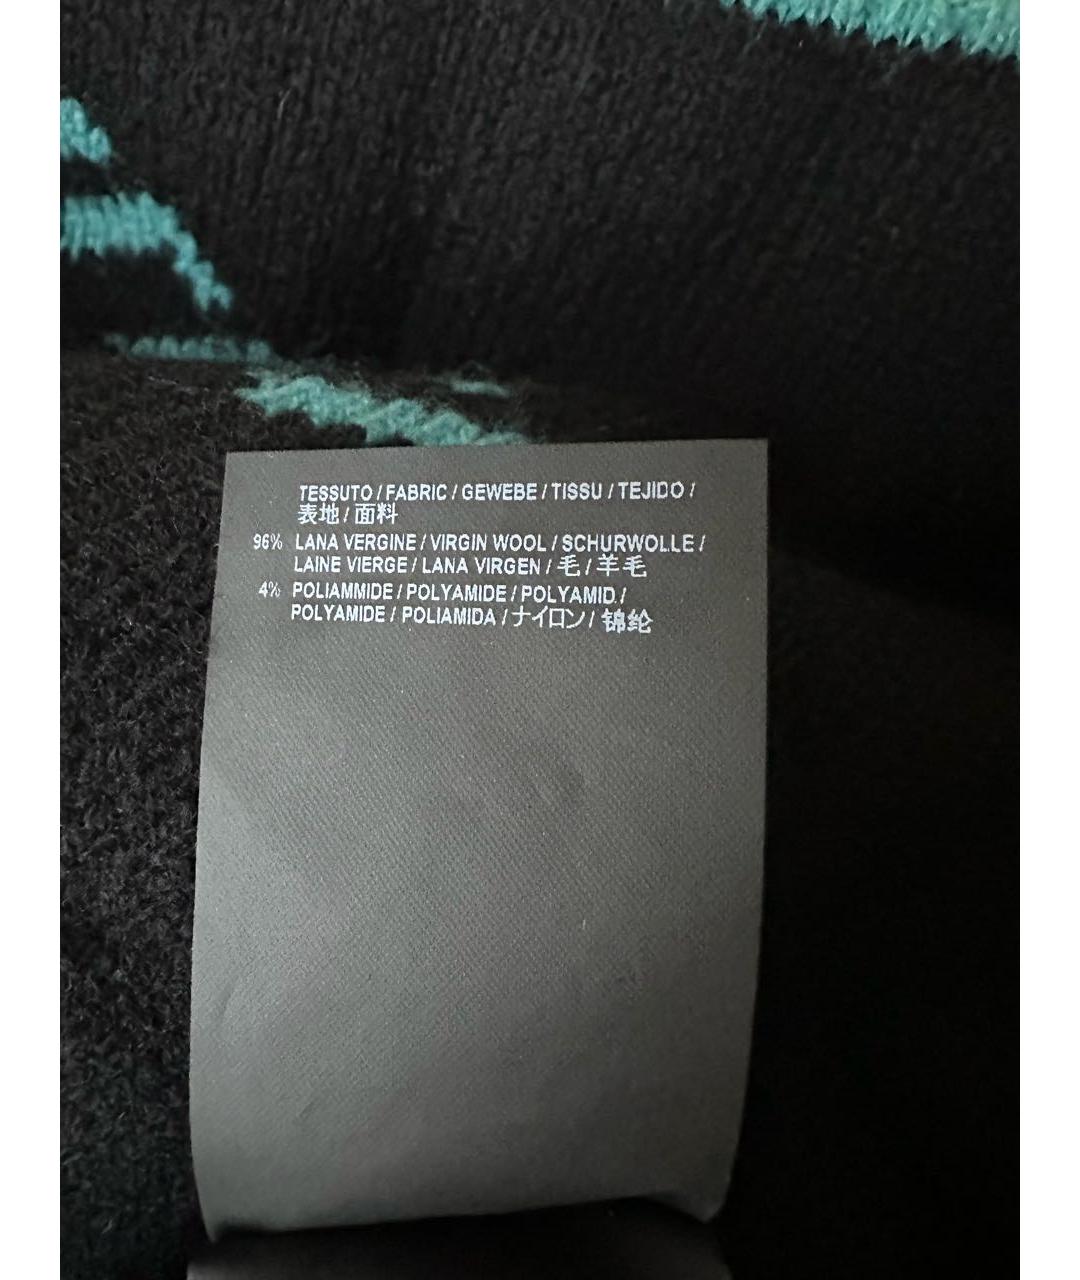 TESSUTO / FABRIC / GEWEBE / TISSU / TEJIDO /
表地 / 面料
96% LANA VERGINE / VIRGIN WOOL / SCHURWOLLE /
LAINE VIERGE / LANA VIRGEN / 毛 / 羊毛
4% POLIAMMIDE / POLYAMIDE / POLYAMID /
POLYAMIDE / POLIAMIDA / ナイロン / 锦纶